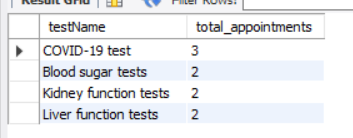 Result Grid Filter Rows:
testName total_appointments
COVID-19 test 3
Blood sugar tests 2
Kidney function tests 2
Liver function tests 2